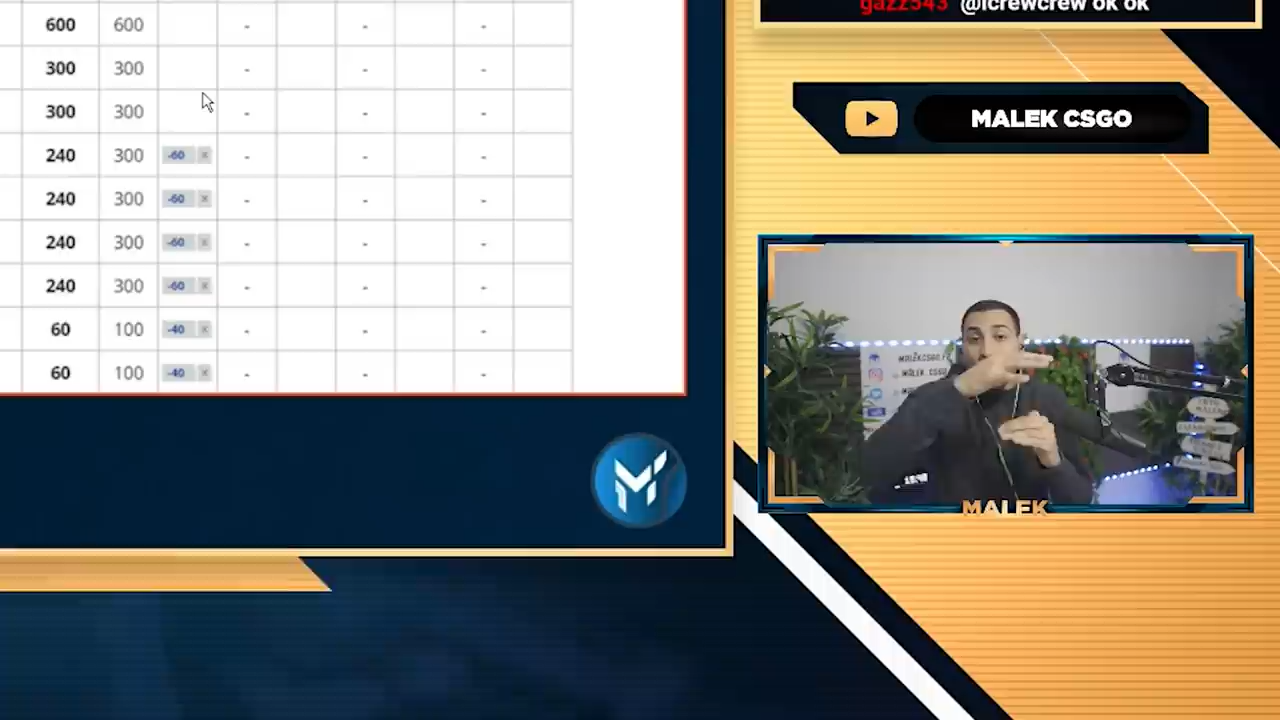 gazz543 @icrewcrew ok ok
600 600 - - -
300 300 - - -
300 300 - - -
240 300 -60 x - - -
240 300 -60 x - - -
240 300 -60 x - - -
240 300 -60 x - - -
60 100 -40 x - - -
60 100 -40 x - - -
MALEK CSGO
MALEK